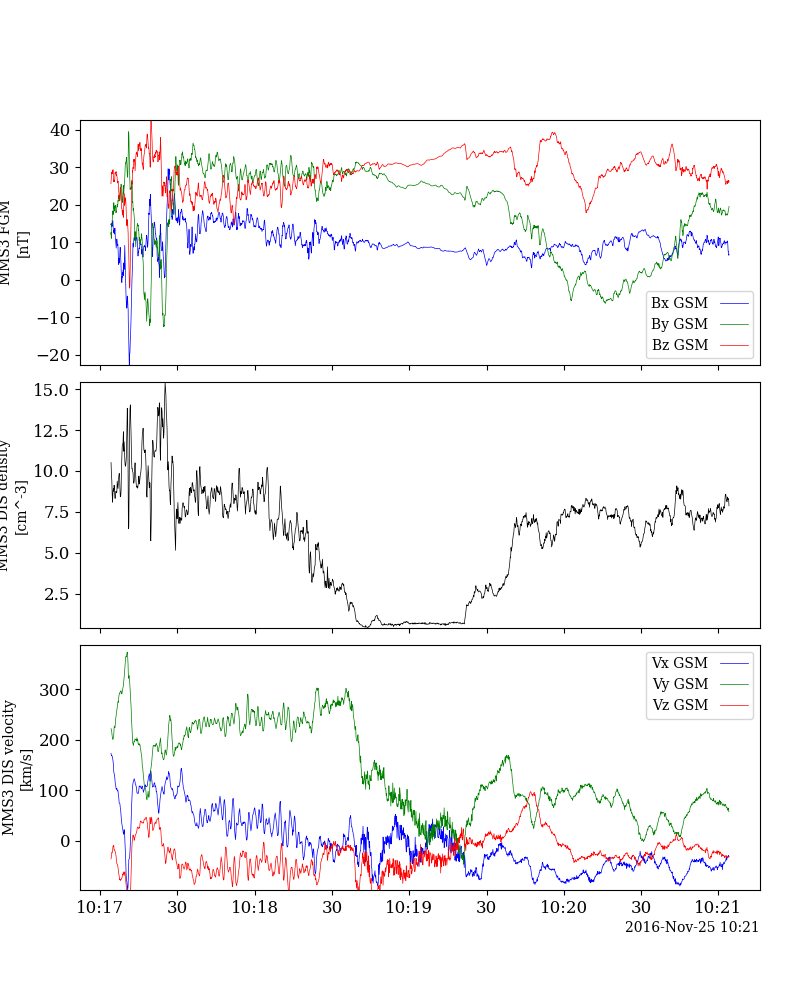 40
30
20
10
0
−10
−20
MMS3 FGM
[nT]
Bx GSM
By GSM
Bz GSM
15.0
12.5
10.0
7.5
5.0
2.5
MMS3 DIS density
[cm^-3]
300
200
100
0
MMS3 DIS velocity
[km/s]
Vx GSM
Vy GSM
Vz GSM
10:17 30 10:18 30 10:19 30 10:20 30 10:21
2016-Nov-25 10:21